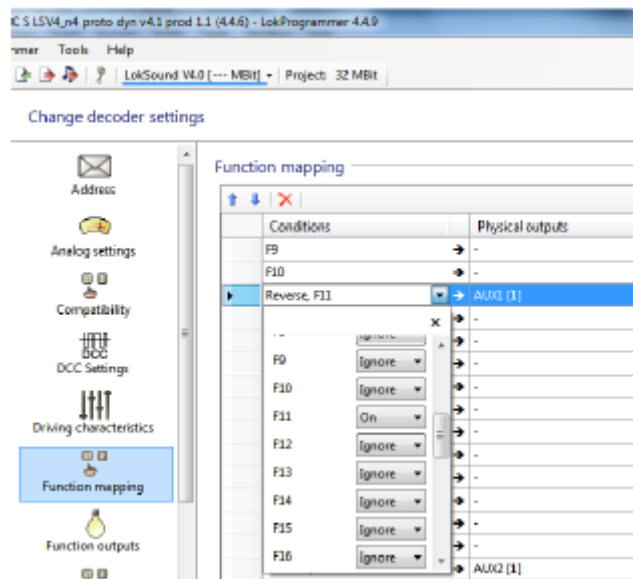 C S LSV4_n4 proto dyn v4.1 prod 1.1 (4.4.6) - LokProgrammer 4.4.9
mmer Tools Help
LokSound V4.0 [--- MBit] Project: 32 MBit
Change decoder settings
Address
Analog settings
Compatibility
DCC
DCC Settings
Driving characteristics
Function mapping
Function outputs
Function mapping
Conditions Physical outputs
F9 -
F10 -
Reverse, F11 AUX1 [1]
x
F9 Ignore
F10 Ignore
F11 On
F12 Ignore
F13 Ignore
F14 Ignore
F15 Ignore
F16 Ignore
AUX2 [1]